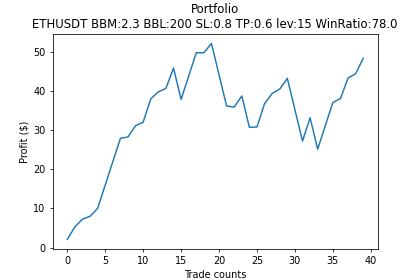 Portfolio
ETHUSDT BBM:2.3 BBL:200 SL:0.8 TP:0.6 lev:15 WinRatio:78.0
50
40
30
20
10
0
Profit ($)
0 5 10 15 20 25 30 35 40
Trade counts